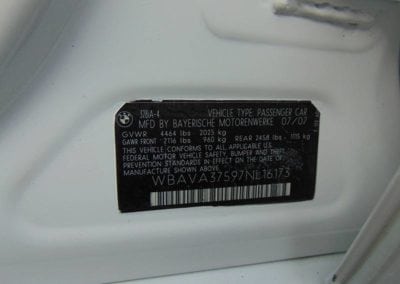 378iA-4 VEHICLE TYPE PASSENGER CAR
MFD BY BAYERISCHE MOTORENWERKE 07/07
GVWR 4464 lbs 2025 kg
GAWR FRONT 2116 lbs 960 kg REAR 2458 lbs 1115 kg
THIS VEHICLE CONFORMS TO ALL APPLICABLE
FEDERAL MOTOR VEHICLE SAFETY, BUMPER AND THEFT
PREVENTION STANDARDS IN EFFECT ON THE
DATE OF MANUFACTURE SHOWN ABOVE
WBAVA37597NL16173